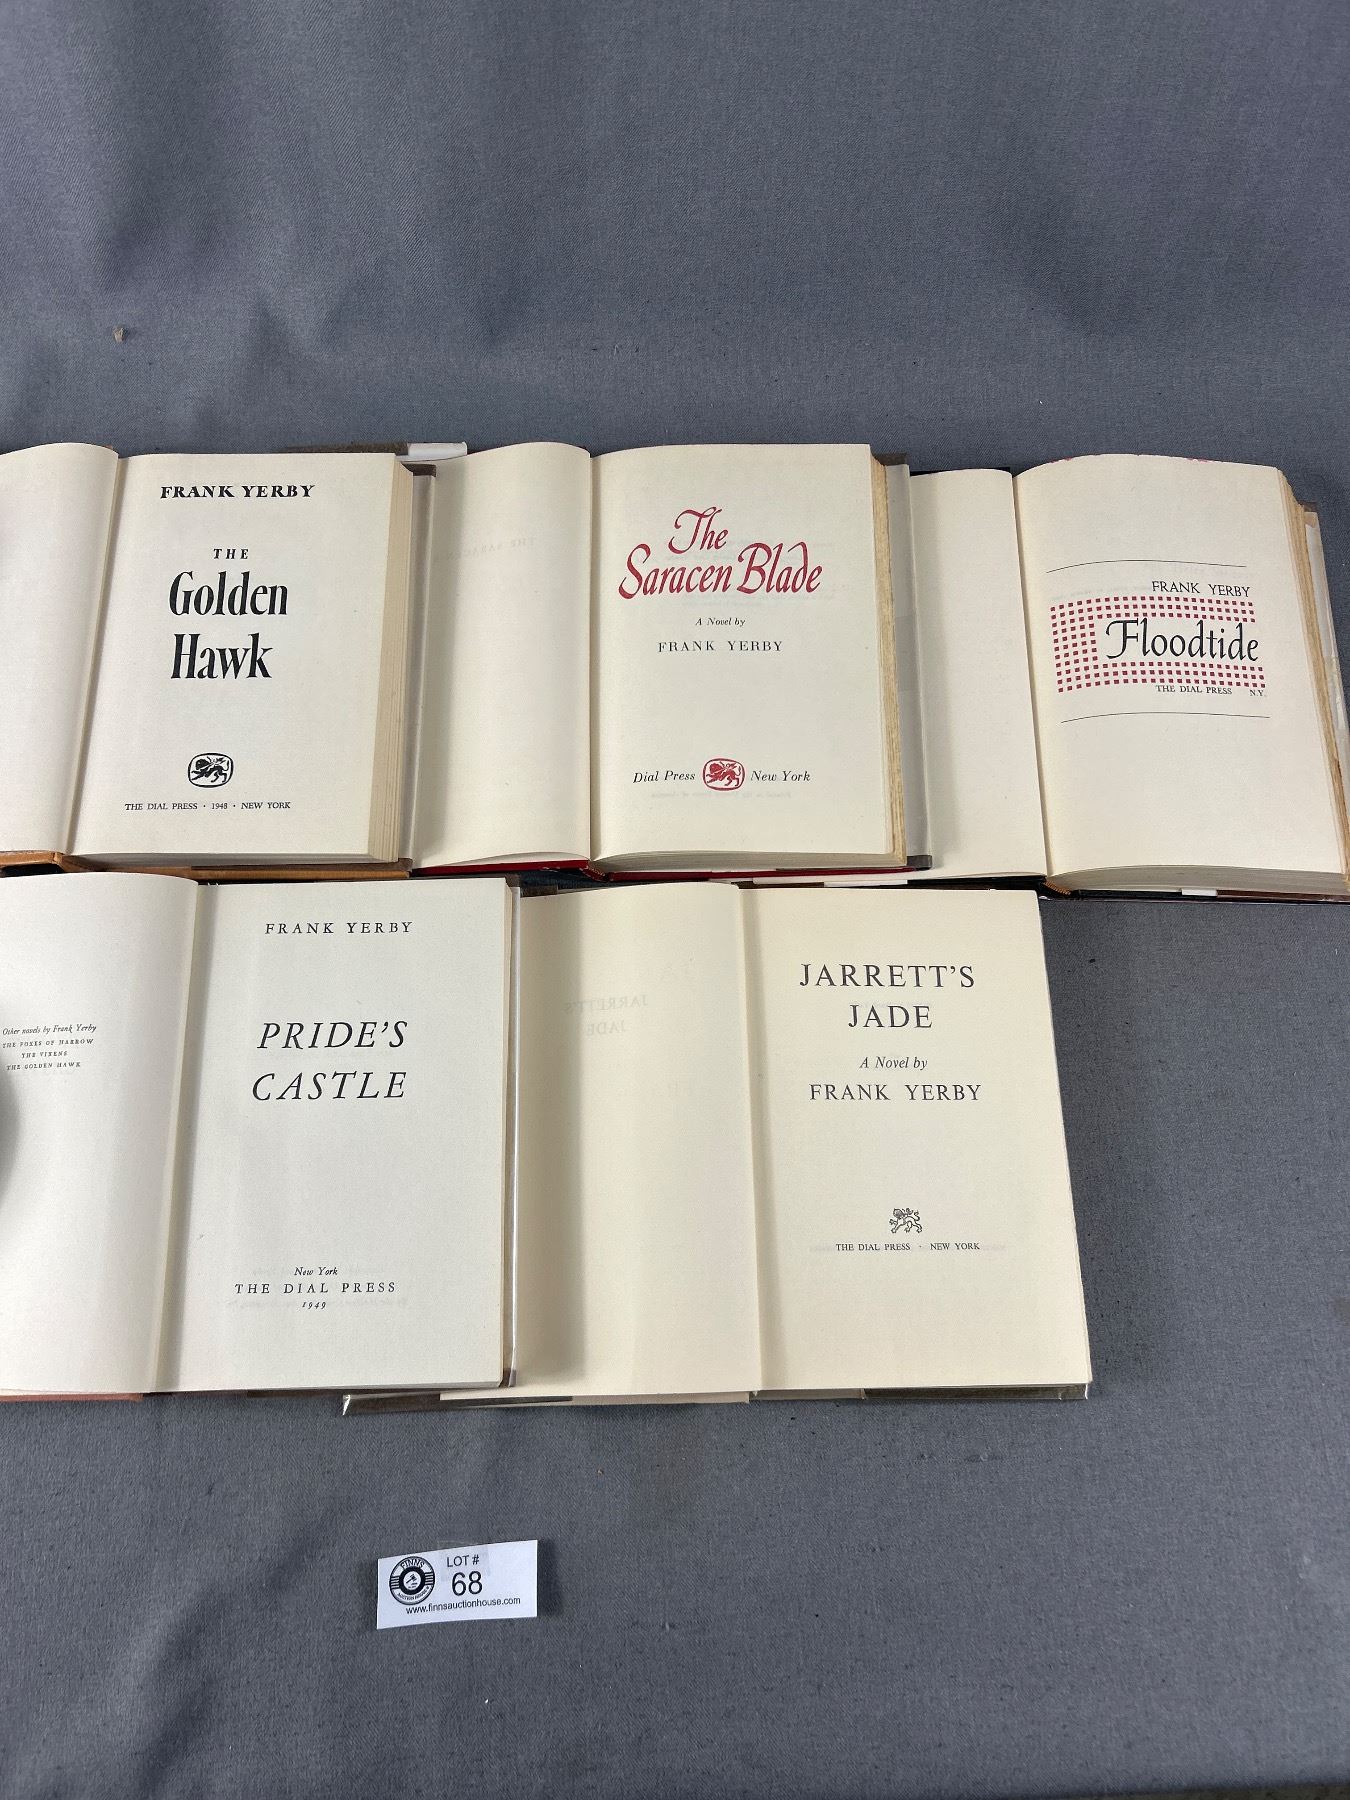 FRANK YERBY
THE
Golden
Hawk
THE DIAL PRESS · 1948 · NEW YORK
The
Saracen Blade
A Novel by
FRANK YERBY
Dial Press New York
FRANK YERBY
Floodtide
THE DIAL PRESS N.Y.
Other novels by Frank Yerby
THE FOXES OF HARROW
THE VIXENS
THE GOLDEN HAWK
FRANK YERBY
PRIDE'S
CASTLE
New York
THE DIAL PRESS
1949
JARRETT'S
JADE
A Novel by
FRANK YERBY
THE DIAL PRESS · NEW YORK
FINNS
AUCTION HOUSE
LOT #
68
www.finnsauctionhouse.com